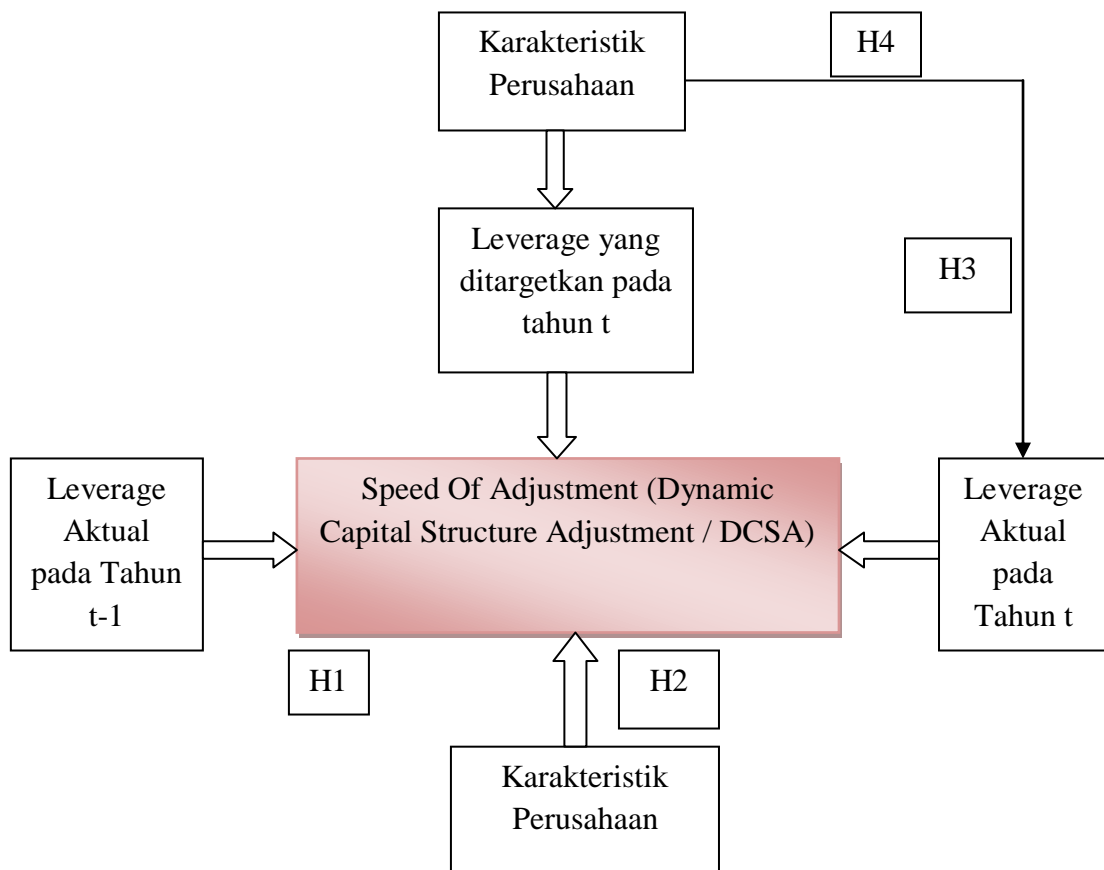 Karakteristik
Perusahaan
H4
Leverage yang
ditargetkan pada
tahun t
H3
Leverage
Aktual
pada Tahun
t-1
Speed Of Adjustment (Dynamic
Capital Structure Adjustment / DCSA)
Leverage
Aktual
pada
Tahun t
H1
H2
Karakteristik
Perusahaan